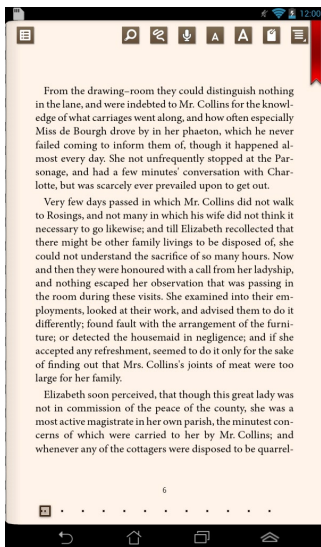 12:00
A A
From the drawing–room they could distinguish nothing
in the lane, and were indebted to Mr. Collins for the knowl-
edge of what carriages went along, and how often especially
Miss de Bourgh drove by in her phaeton, which he never
failed coming to inform them of, though it happened al-
most every day. She not unfrequently stopped at the Par-
sonage, and had a few minutes' conversation with Char-
lotte, but was scarcely ever prevailed upon to get out.
Very few days passed in which Mr. Collins did not walk
to Rosings, and not many in which his wife did not think it
necessary to go likewise; and till Elizabeth recollected that
there might be other family livings to be disposed of, she
could not understand the sacrifice of so many hours. Now
and then they were honoured with a call from her ladyship,
and nothing escaped her observation that was passing in
the room during these visits. She examined into their em-
ployments, looked at their work, and advised them to do it
differently; found fault with the arrangement of the furni-
ture; or detected the housemaid in negligence; and if she
accepted any refreshment, seemed to do it only for the sake
of finding out that Mrs. Collins's joints of meat were too
large for her family.
Elizabeth soon perceived, that though this great lady was
not in commission of the peace of the county, she was a
most active magistrate in her own parish, the minutest con-
cerns of which were carried to her by Mr. Collins; and
whenever any of the cottagers were disposed to be quarrel-
6